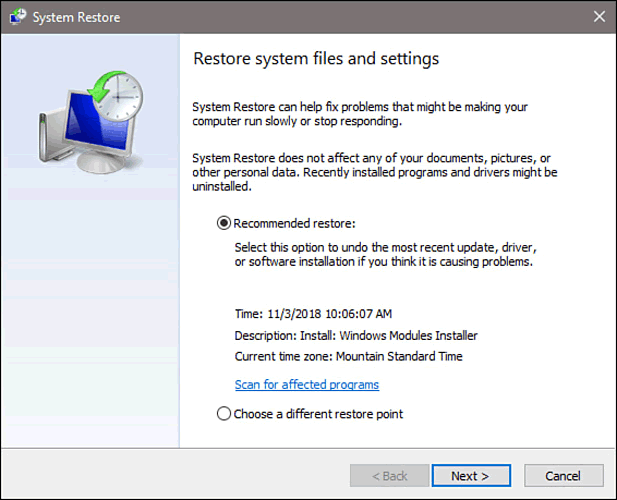 System Restore
Restore system files and settings
System Restore can help fix problems that might be making your
computer run slowly or stop responding.
System Restore does not affect any of your documents, pictures, or
other personal data. Recently installed programs and drivers might be
uninstalled.
Recommended restore:
Select this option to undo the most recent update, driver,
or software installation if you think it is causing problems.
Time: 11/3/2018 10:06:07 AM
Description: Install: Windows Modules Installer
Current time zone: Mountain Standard Time
Scan for affected programs
Choose a different restore point
< Back Next > Cancel